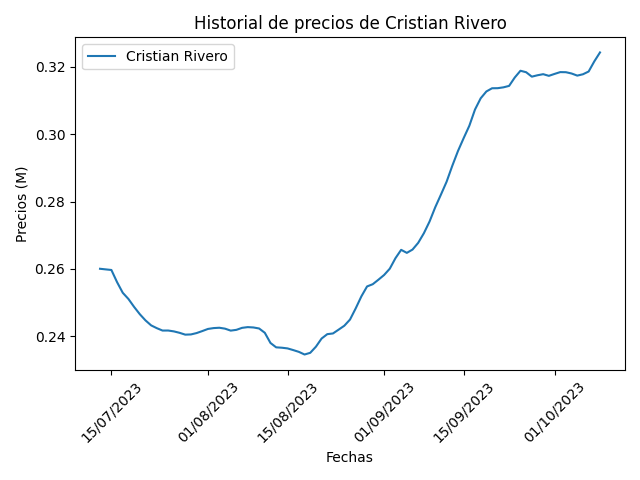 Historial de precios de Cristian Rivero
Cristian Rivero
Precios (M)
0.32
0.30
0.28
0.26
0.24
15/07/2023
01/08/2023
15/08/2023
01/09/2023
15/09/2023
01/10/2023
Fechas